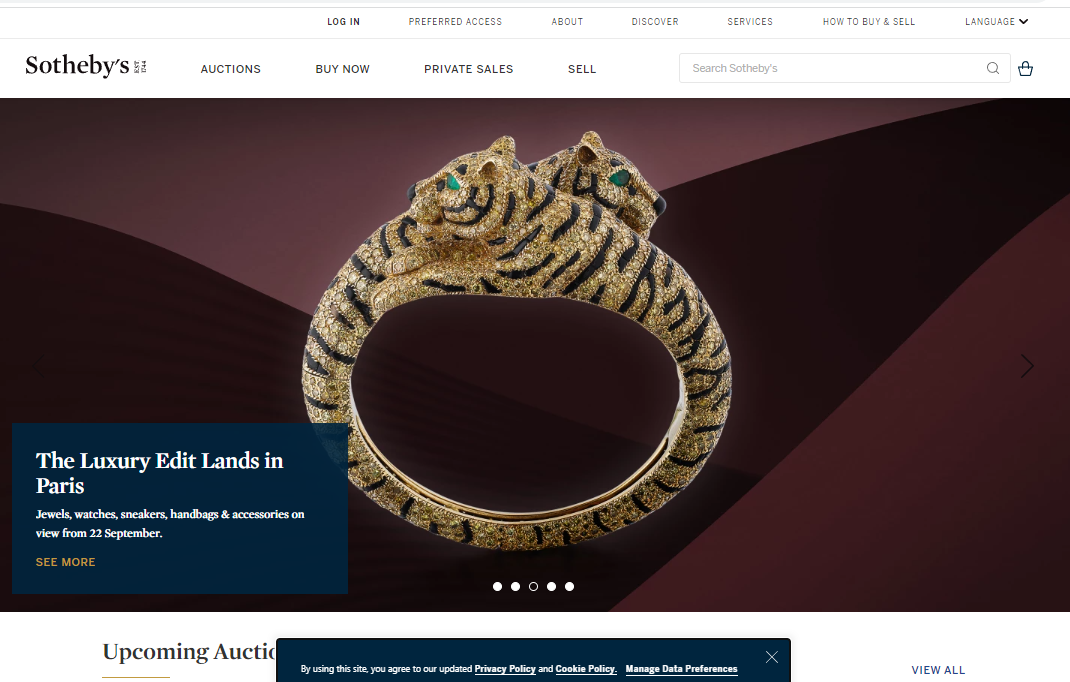 LOG IN PREFERRED ACCESS ABOUT DISCOVER SERVICES HOW TO BUY & SELL LANGUAGE
Sotheby's EST 1744 AUCTIONS BUY NOW PRIVATE SALES SELL Search Sotheby's
The Luxury Edit Lands in
Paris
Jewels, watches, sneakers, handbags & accessories on
view from 22 September.
SEE MORE
Upcoming Auctio
By using this site, you agree to our updated Privacy Policy and Cookie Policy. Manage Data Preferences
VIEW ALL